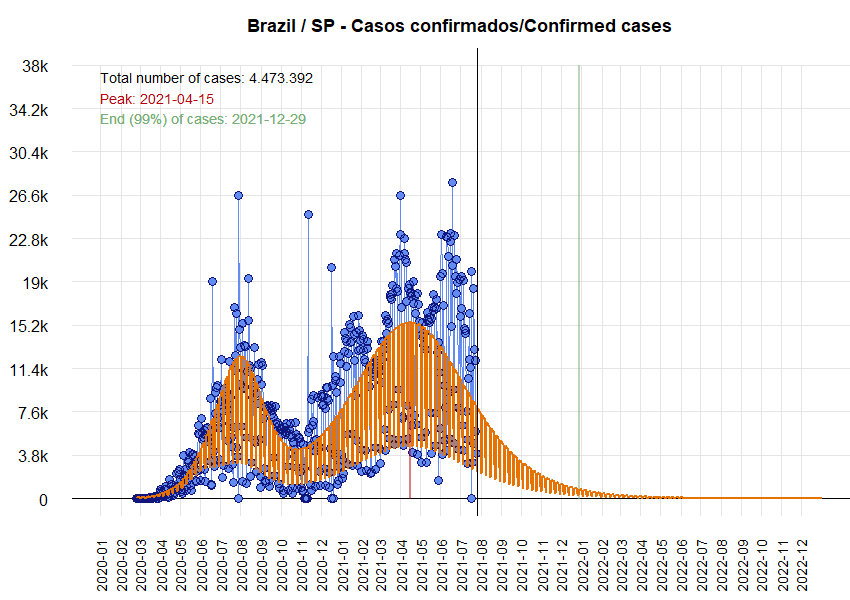 Brazil / SP - Casos confirmados/Confirmed cases
38k
34.2k
30.4k
26.6k
22.8k
19k
15.2k
11.4k
7.6k
3.8k
0
Total number of cases: 4.473.392
Peak: 2021-04-15
End (99%) of cases: 2021-12-29
2020-01
2020-02
2020-03
2020-04
2020-05
2020-06
2020-07
2020-08
2020-09
2020-10
2020-11
2020-12
2021-01
2021-02
2021-03
2021-04
2021-05
2021-06
2021-07
2021-08
2021-09
2021-10
2021-11
2021-12
2022-01
2022-02
2022-03
2022-04
2022-05
2022-06
2022-07
2022-08
2022-09
2022-10
2022-11
2022-12